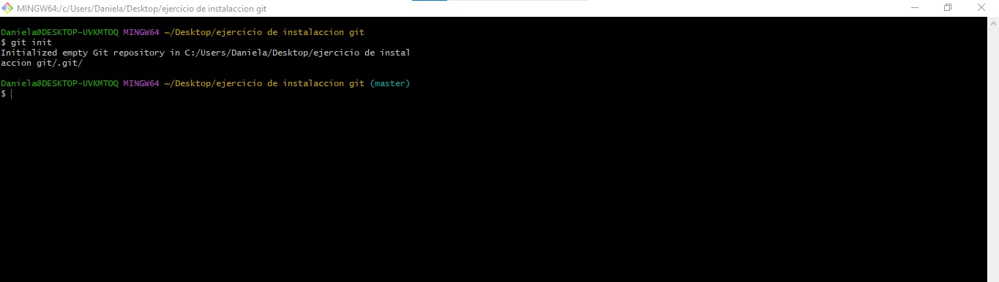 MINGW64:/c/Users/Daniela/Desktop/ejercicio de instalaccion git
Daniela@DESKTOP-UVKMTOQ MINGW64 ~/Desktop/ejercicio de instalaccion git
$ git init
Initialized empty Git repository in C:/Users/Daniela/Desktop/ejercicio de instal
accion git/.git/
Daniela@DESKTOP-UVKMTOQ MINGW64 ~/Desktop/ejercicio de instalaccion git (master)
$